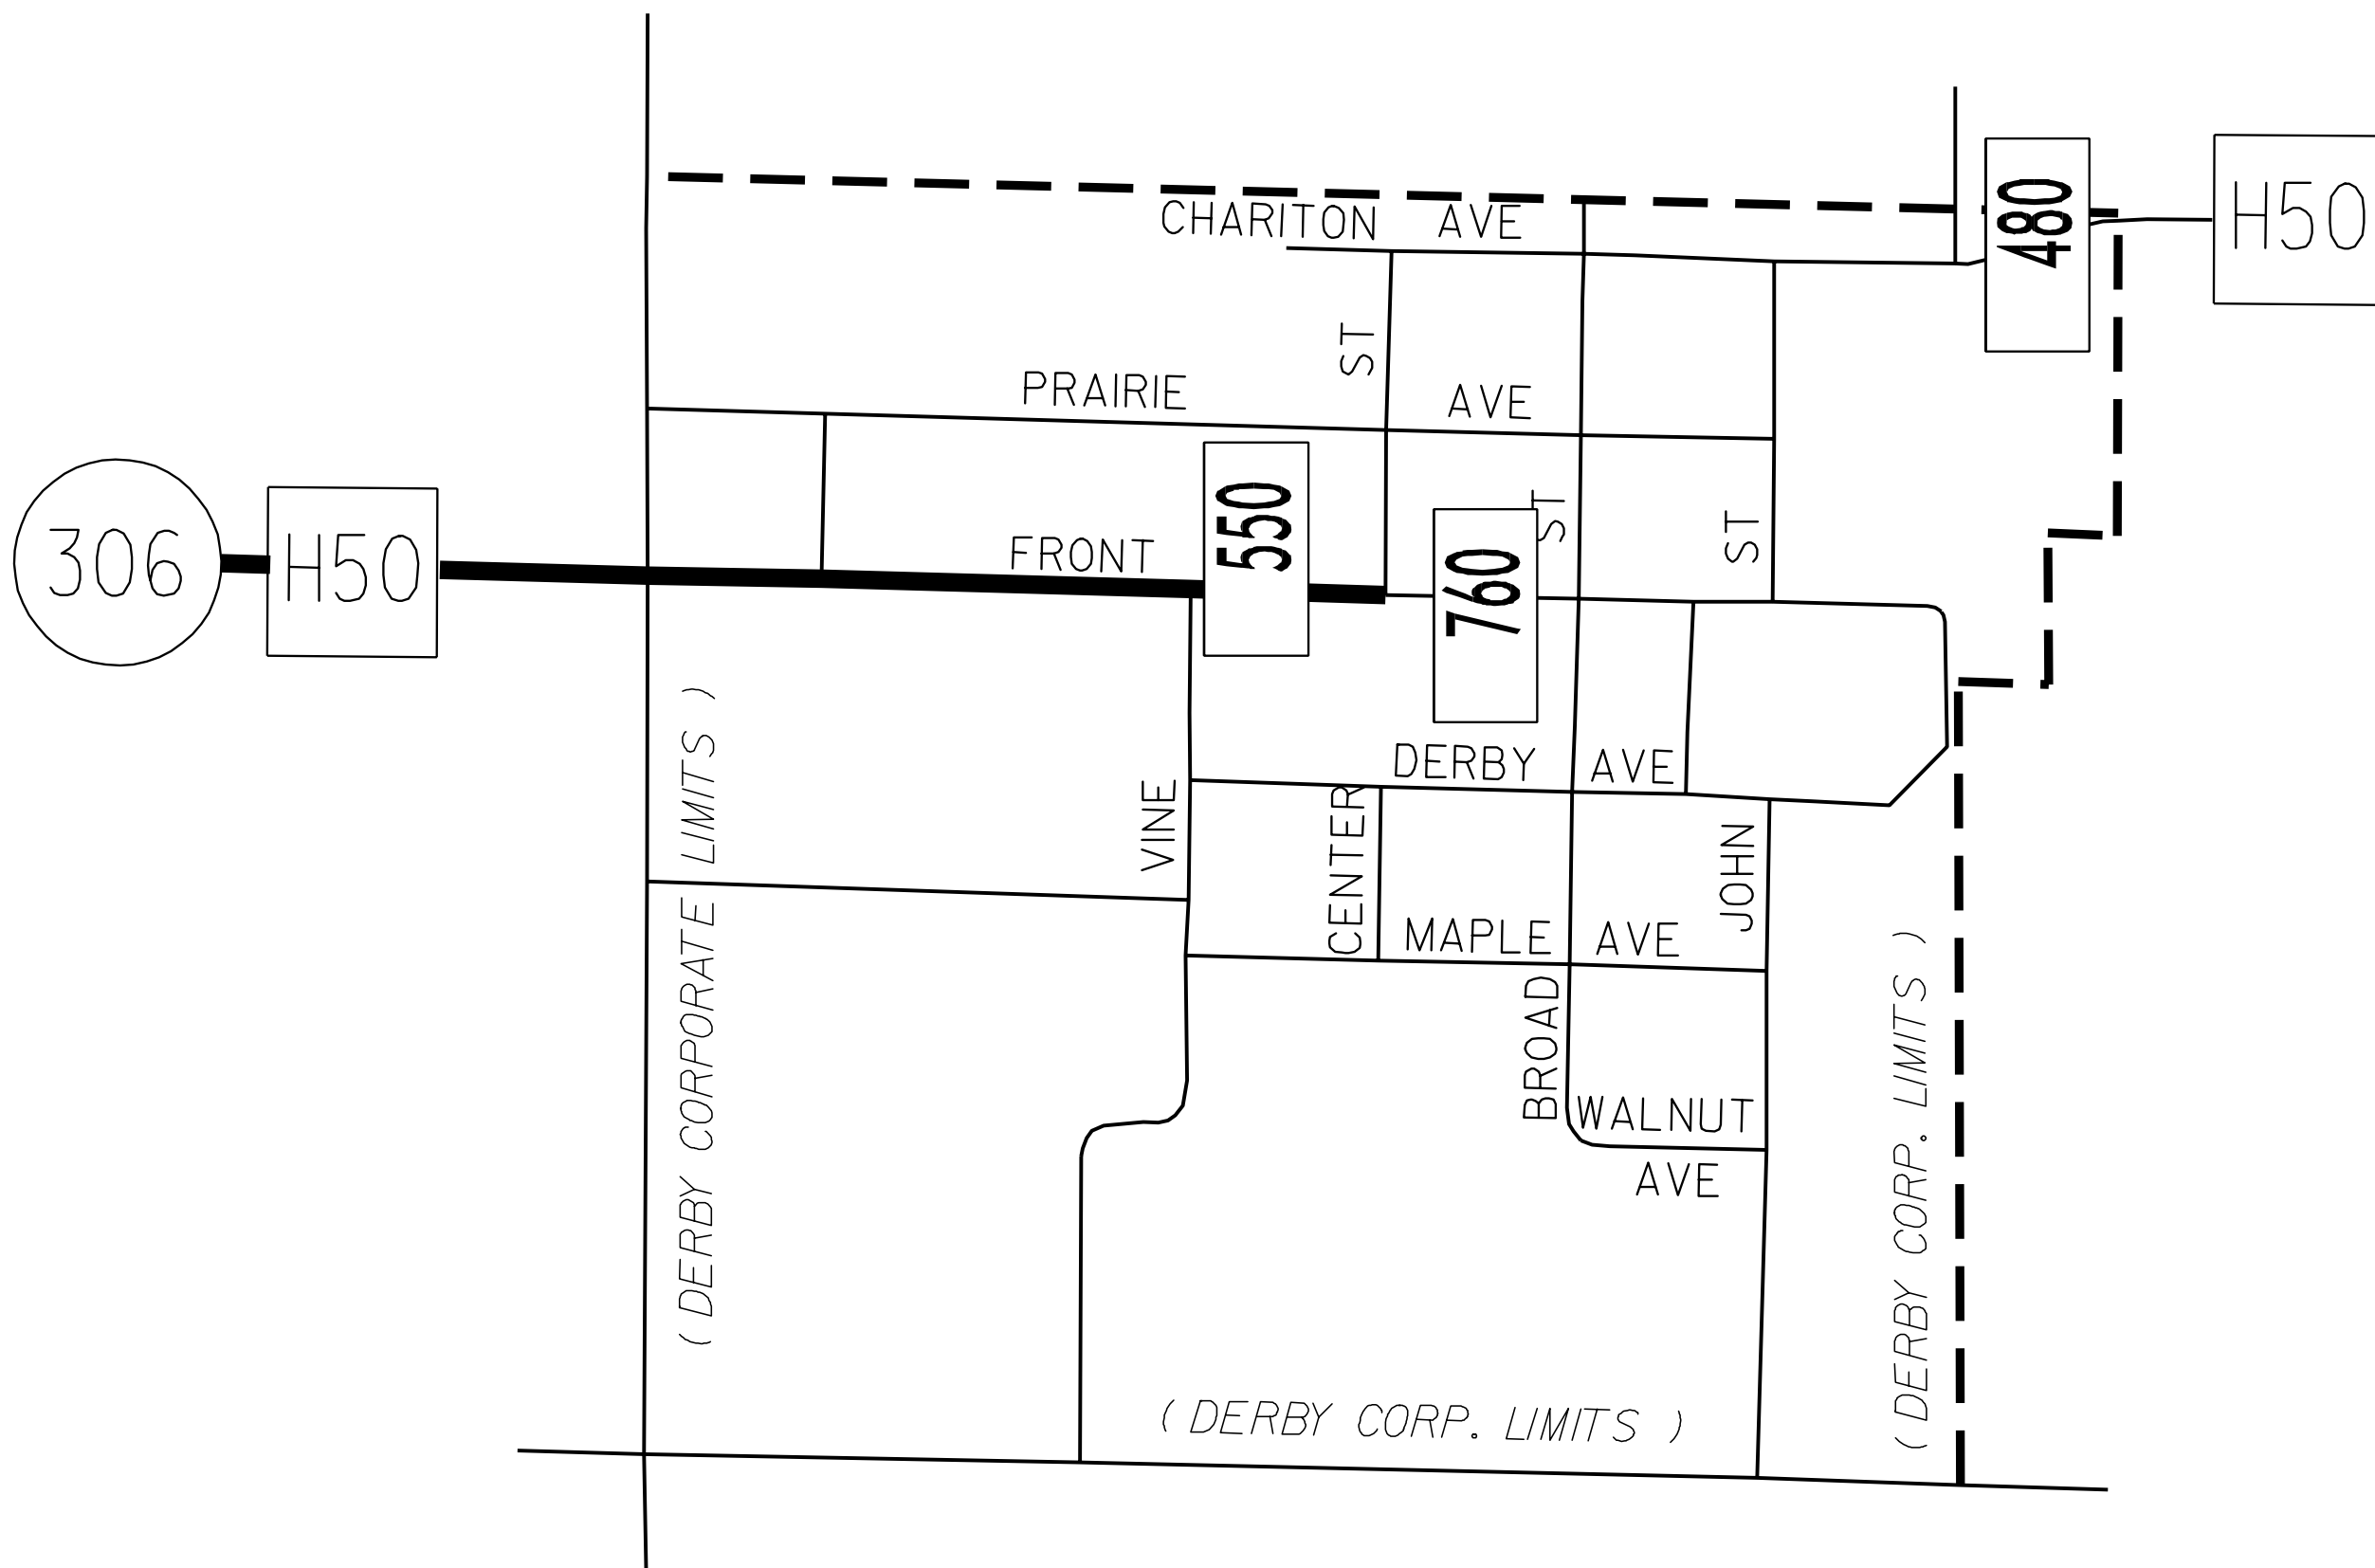 CHARITON AVE
480
H50
ST
PRAIRIE AVE
306
H50
FRONT
550
ST
760
ST
DERBY AVE
VINE
CENTER
JOHN
MAPLE AVE
BROAD
WALNUT
AVE
( DERBY CORPORATE LIMITS )
( DERBY CORP. LIMITS )
( DERBY CORP. LIMITS )